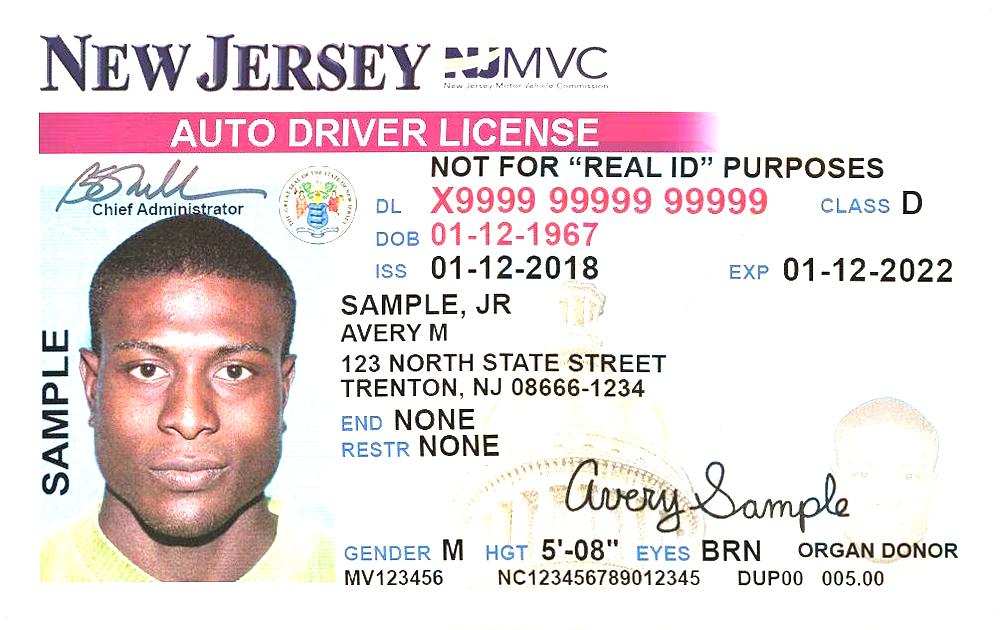 NEW JERSEY NJMVC
New Jersey Motor Vehicle Commission
AUTO DRIVER LICENSE
NOT FOR “REAL ID” PURPOSES
Chief Administrator
THE GREAT SEAL OF THE STATE OF NEW JERSEY
DL X9999 99999 99999 CLASS D
DOB 01-12-1967
ISS 01-12-2018 EXP 01-12-2022
SAMPLE, JR
AVERY M
123 NORTH STATE STREET
TRENTON, NJ 08666-1234
END NONE
RESTR NONE
SAMPLE
Avery Sample
GENDER M HGT 5'-08" EYES BRN ORGAN DONOR
MV123456 NC123456789012345 DUP00 005.00